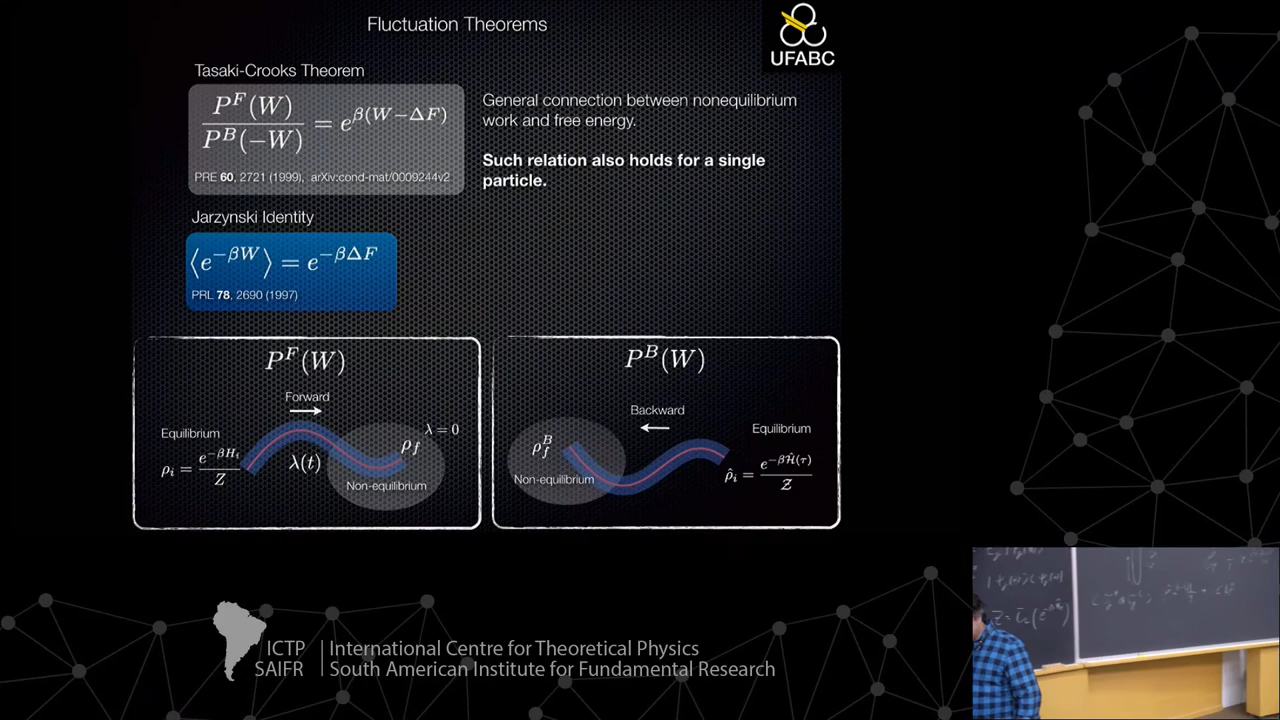 Fluctuation Theorems
UFABC
Tasaki-Crooks Theorem
P^F(W) / P^B(-W) = e^{β(W-ΔF)}
PRE 60, 2721 (1999), arXiv:cond-mat/0009244v2
General connection between nonequilibrium
work and free energy.
Such relation also holds for a single
particle.
Jarzynski Identity
⟨e^{-βW}⟩ = e^{-βΔF}
PRL 78, 2690 (1997)
P^F(W)
Forward
Equilibrium
ρ_i = e^{-βH_i} / Z
λ(t)
ρ_f
λ = 0
Non-equilibrium
P^B(W)
Backward
Equilibrium
ρ_f^B
Non-equilibrium
ρ̂_i = e^{-βĤ(τ)} / Z
ICTP
SAIFR
International Centre for Theoretical Physics
South American Institute for Fundamental Research